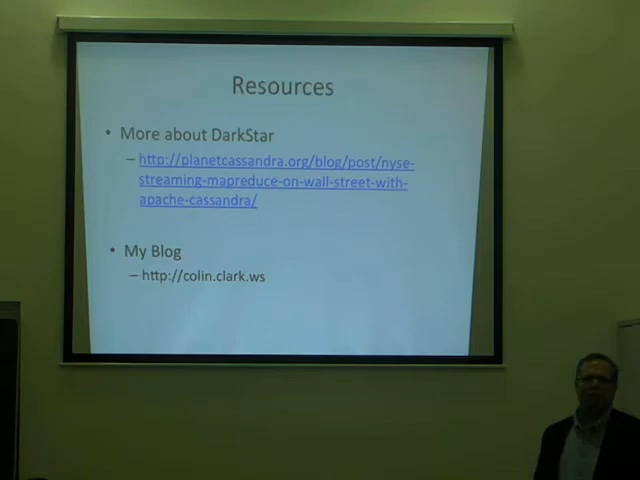 Resources
• More about DarkStar
– http://planetcassandra.org/blog/post/nyse-
streaming-mapreduce-on-wall-street-with-
apache-cassandra/
• My Blog
– http://colin.clark.ws